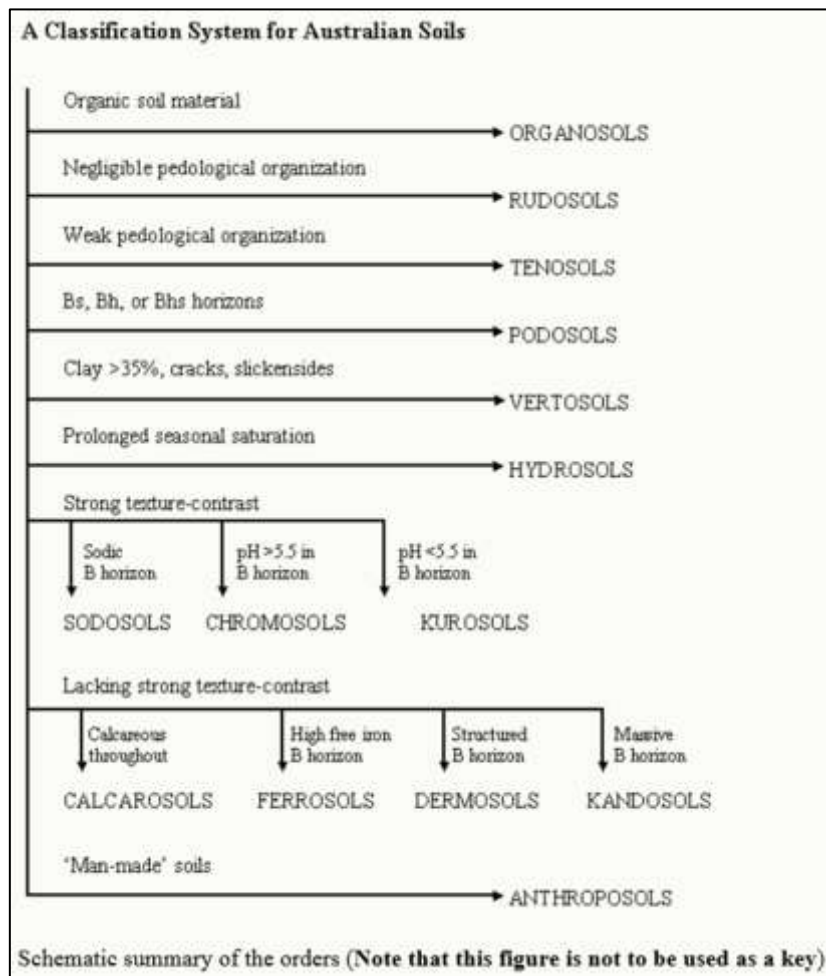 A Classification System for Australian Soils
Organic soil material
ORGANOSOLS
Negligible pedological organization
RUDOSOLS
Weak pedological organization
TENOSOLS
Bs, Bh, or Bhs horizons
PODOSOLS
Clay >35%, cracks, slickensides
VERTOSOLS
Prolonged seasonal saturation
HYDROSOLS
Strong texture-contrast
Sodic
B horizon
pH >5.5 in
B horizon
pH <5.5 in
B horizon
SODOSOLS
CHROMOSOLS
KUROSOLS
Lacking strong texture-contrast
Calcareous
throughout
High free iron
B horizon
Structured
B horizon
Massive
B horizon
CALCAROSOLS
FERROSOLS
DERMOSOLS
KANDOSOLS
'Man-made' soils
ANTHROPOSOLS
Schematic summary of the orders (Note that this figure is not to be used as a key)